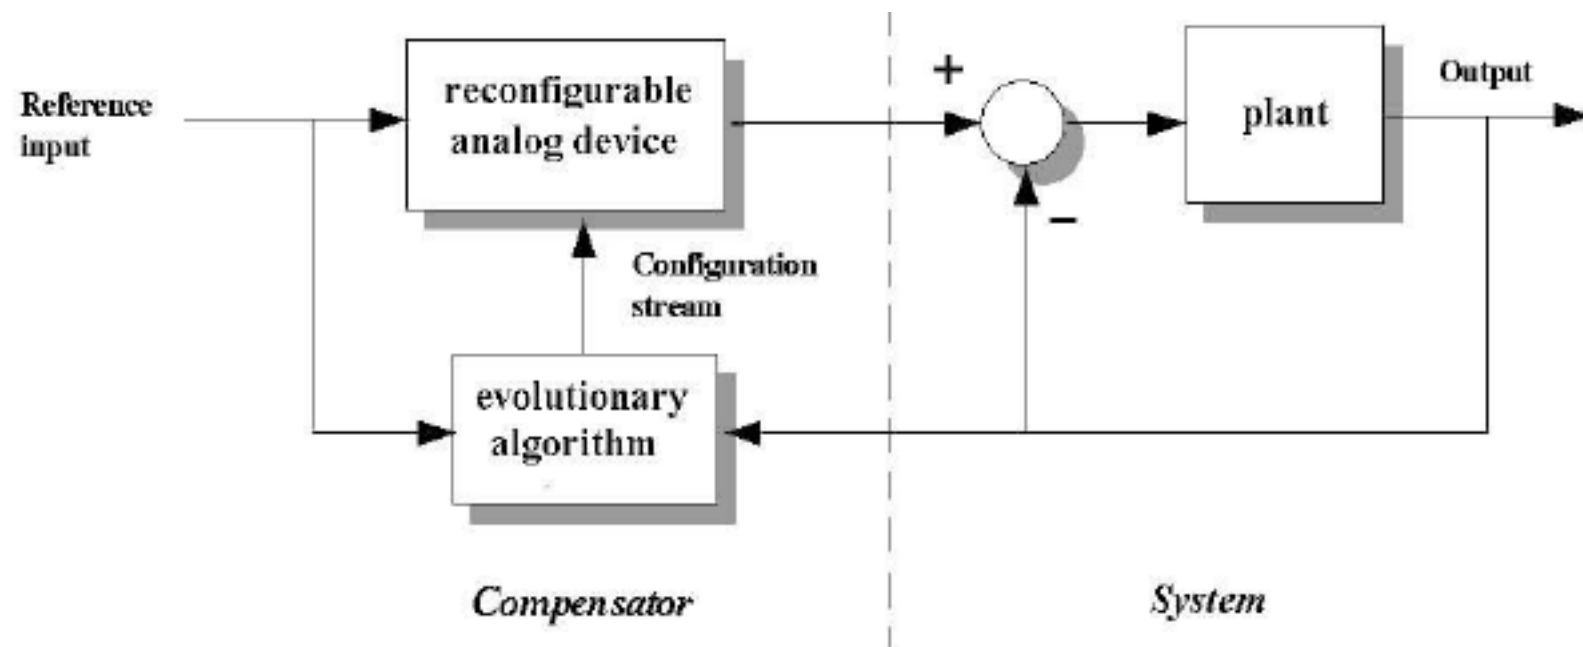 Reference
input
reconfigurable
analog device
Configuration
stream
evolutionary
algorithm
Compensator
+
−
plant
Output
System